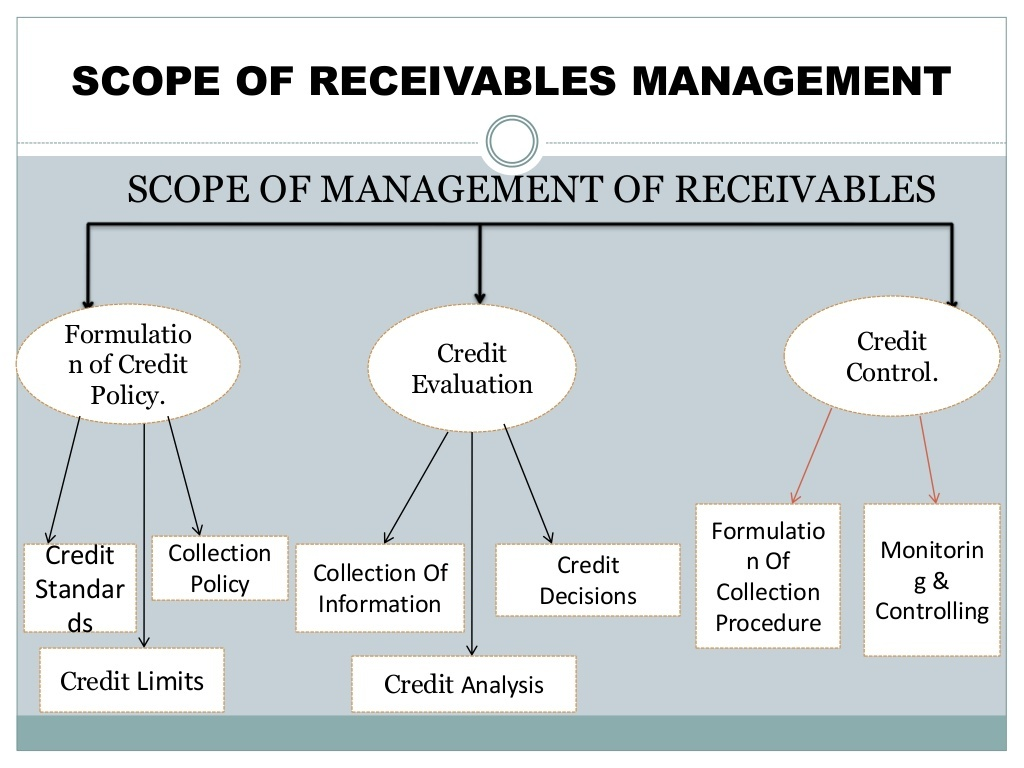 SCOPE OF RECEIVABLES MANAGEMENT
SCOPE OF MANAGEMENT OF RECEIVABLES
Formulatio
n of Credit
Policy.
Credit
Evaluation
Credit
Control.
Credit
Standar
ds
Collection
Policy
Credit Limits
Collection Of
Information
Credit
Decisions
Credit Analysis
Formulatio
n Of
Collection
Procedure
Monitorin
g &
Controlling